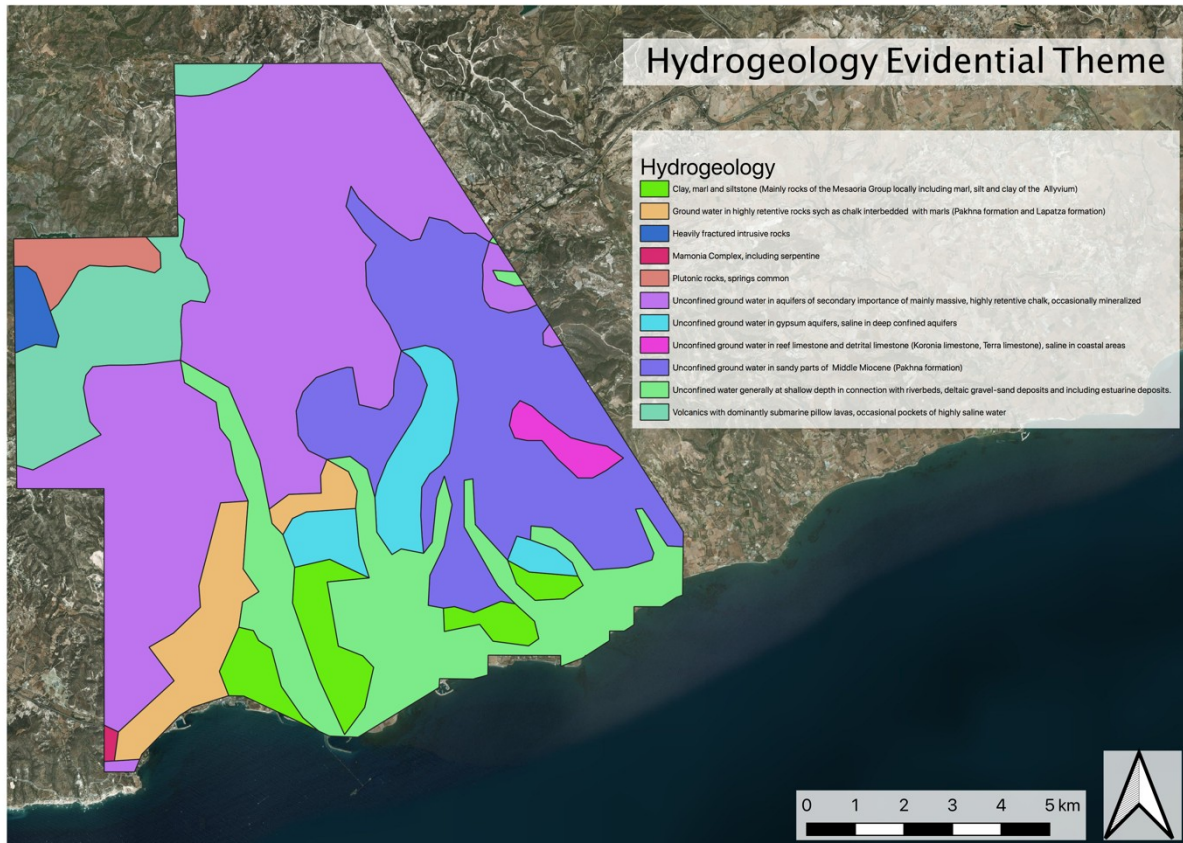 Hydrogeology Evidential Theme
Hydrogeology
Clay, marl and siltstone (Mainly rocks of the Mesaoria Group locally including marl, silt and clay of the Allyvium)
Ground water in highly retentive rocks sych as chalk interbedded with marls (Pakhna formation and Lapatza formation)
Heavily fractured intrusive rocks
Mamonia Complex, including serpentine
Plutonic rocks, springs common
Unconfined ground water in aquifers of secondary importance of mainly massive, highly retentive chalk, occasionally mineralized
Unconfined ground water in gypsum aquifers, saline in deep confined aquifers
Unconfined ground water in reef limestone and detrital limestone (Koronia limestone, Terra limestone), saline in coastal areas
Unconfined ground water in sandy parts of Middle Miocene (Pakhna formation)
Unconfined water generally at shallow depth in connection with riverbeds, deltaic gravel-sand deposits and including estuarine deposits.
Volcanics with dominantly submarine pillow lavas, occasional pockets of highly saline water
0 1 2 3 4 5 km